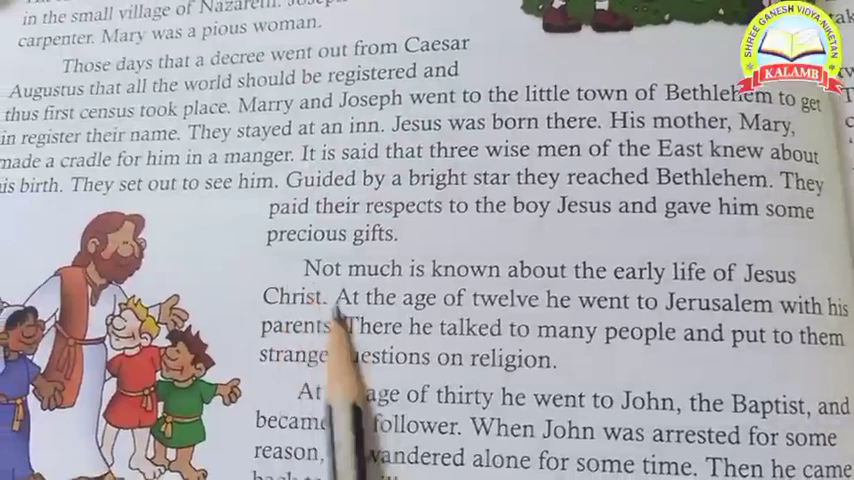 in the small village of Nazareth.
carpenter. Mary was a pious woman.
Those days that a decree went out from Caesar
Augustus that all the world should be registered and
thus first census took place. Marry and Joseph went to the little town of Bethlehem to get
in register their name. They stayed at an inn. Jesus was born there. His mother, Mary,
made a cradle for him in a manger. It is said that three wise men of the East knew about
is birth. They set out to see him. Guided by a bright star they reached Bethlehem. They
paid their respects to the boy Jesus and gave him some
precious gifts.
Not much is known about the early life of Jesus
Christ. At the age of twelve he went to Jerusalem with his
parents. There he talked to many people and put to them
strange uestions on religion.
At age of thirty he went to John, the Baptist, and
became follower. When John was arrested for some
reason, wandered alone for some time. Then he came
SHREE GANESH VIDYA NIKETAN
KALAMB